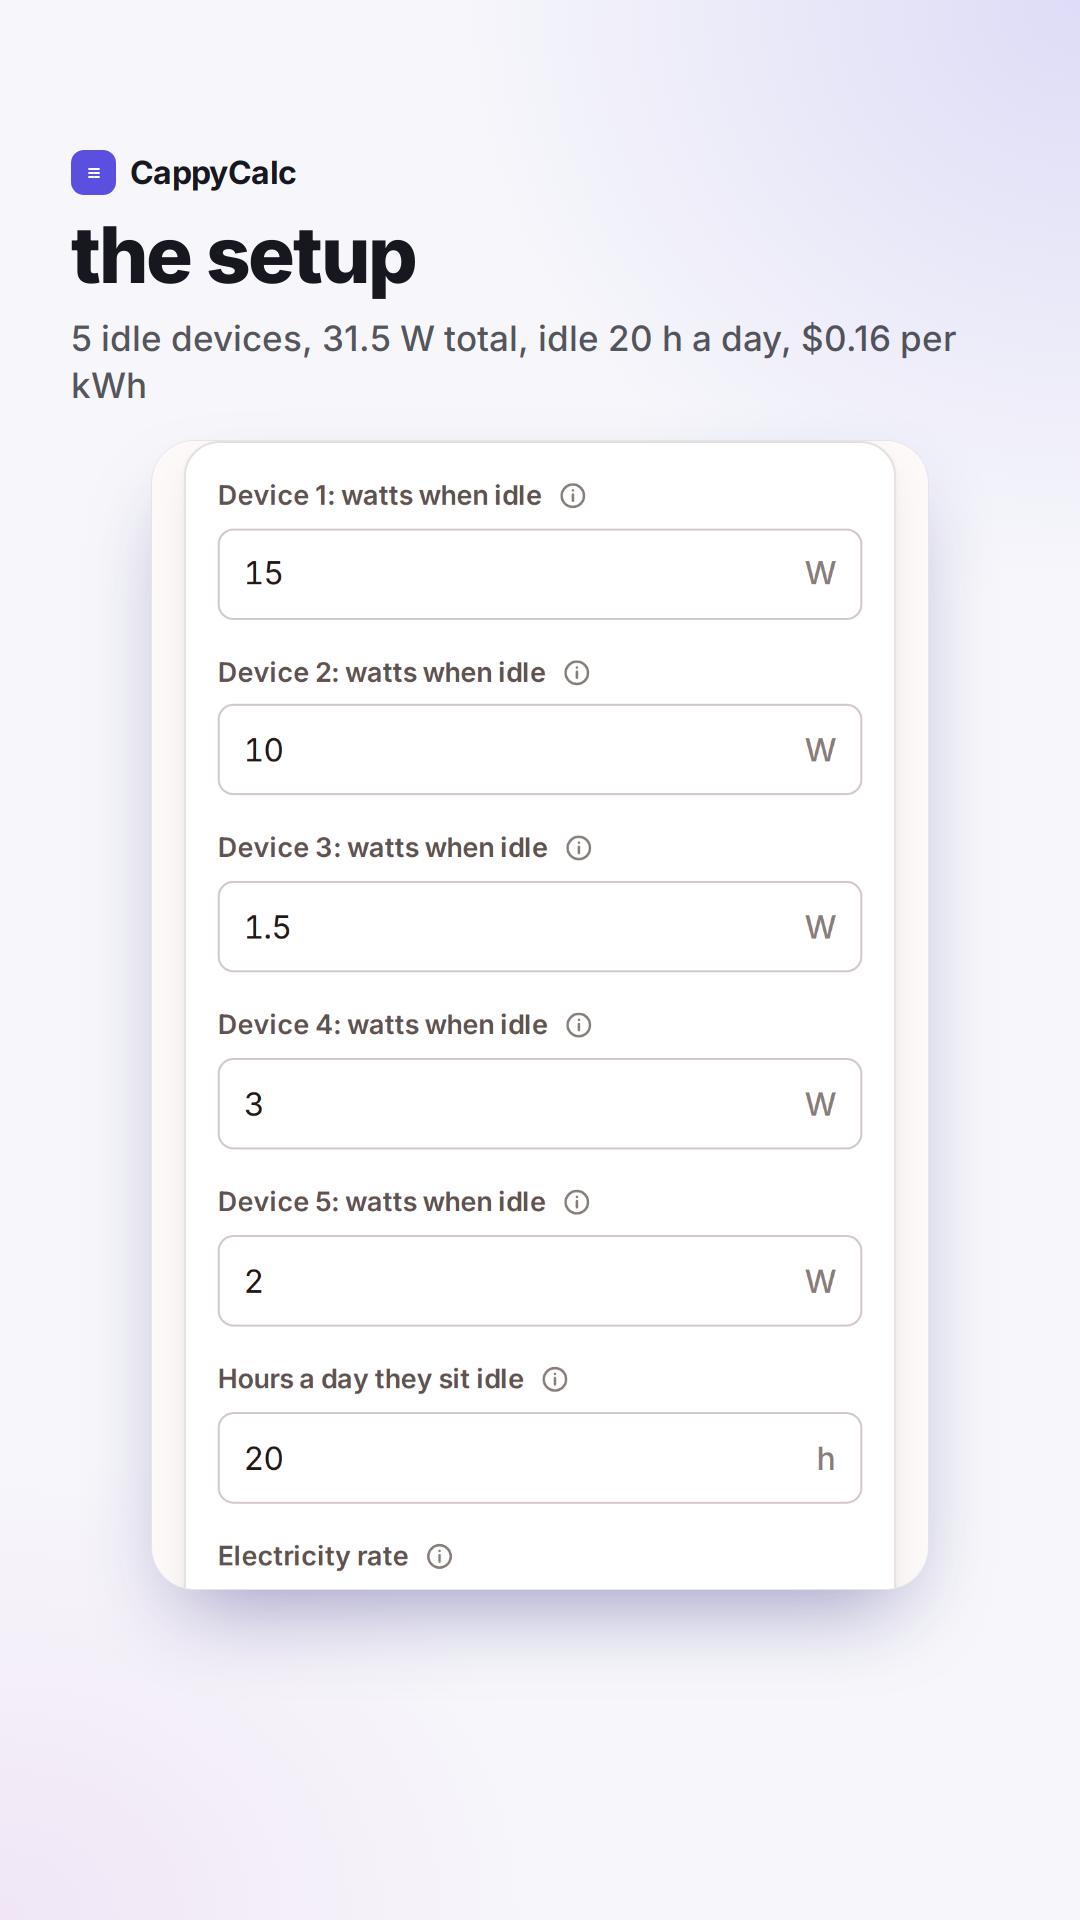 CappyCalc
the setup
5 idle devices, 31.5 W total, idle 20 h a day, $0.16 per
kWh
Device 1: watts when idle
15 W
Device 2: watts when idle
10 W
Device 3: watts when idle
1.5 W
Device 4: watts when idle
3 W
Device 5: watts when idle
2 W
Hours a day they sit idle
20 h
Electricity rate